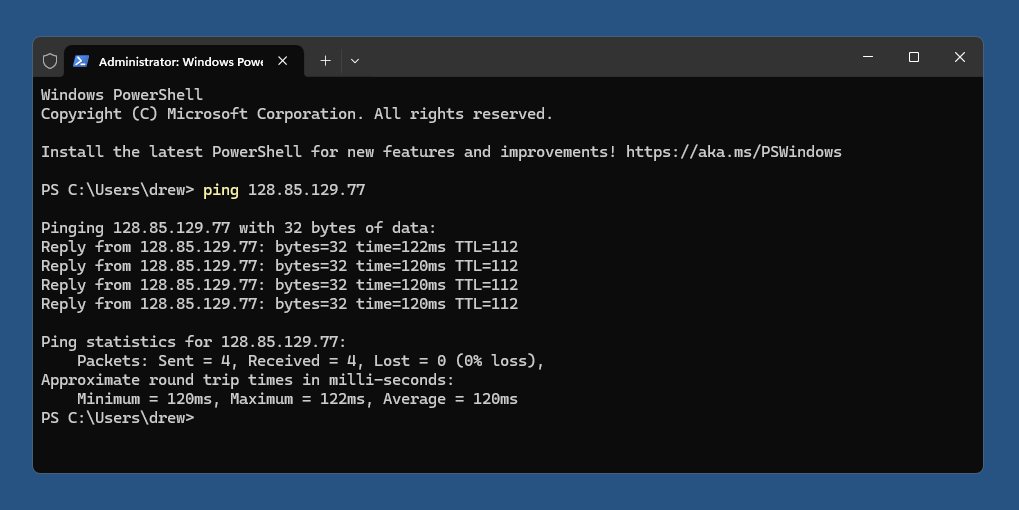 Administrator: Windows Powe
Windows PowerShell
Copyright (C) Microsoft Corporation. All rights reserved.
Install the latest PowerShell for new features and improvements! https://aka.ms/PSWindows
PS C:\Users\drew> ping 128.85.129.77
Pinging 128.85.129.77 with 32 bytes of data:
Reply from 128.85.129.77: bytes=32 time=122ms TTL=112
Reply from 128.85.129.77: bytes=32 time=120ms TTL=112
Reply from 128.85.129.77: bytes=32 time=120ms TTL=112
Reply from 128.85.129.77: bytes=32 time=120ms TTL=112
Ping statistics for 128.85.129.77:
    Packets: Sent = 4, Received = 4, Lost = 0 (0% loss),
Approximate round trip times in milli-seconds:
    Minimum = 120ms, Maximum = 122ms, Average = 120ms
PS C:\Users\drew>